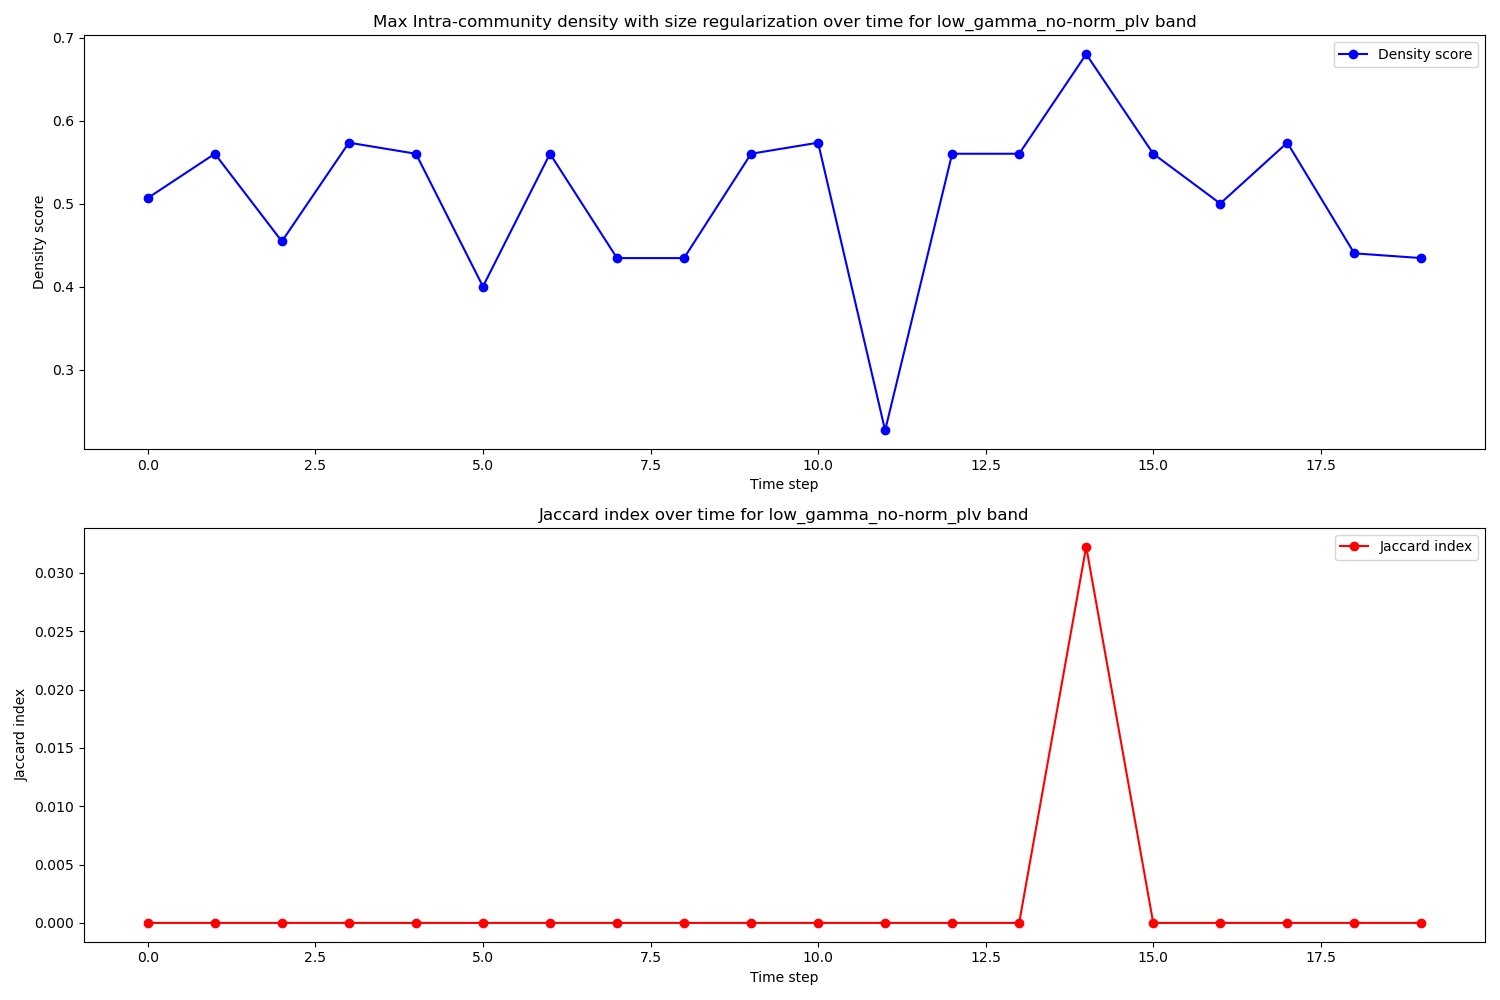 Max Intra-community density with size regularization over time for low_gamma_no-norm_plv band
0.7
0.6
0.5
0.4
0.3
Density score
Density score
0.0 2.5 5.0 7.5 10.0 12.5 15.0 17.5
Time step
Jaccard index over time for low_gamma_no-norm_plv band
0.030
0.025
0.020
0.015
0.010
0.005
0.000
Jaccard index
Jaccard index
0.0 2.5 5.0 7.5 10.0 12.5 15.0 17.5
Time step